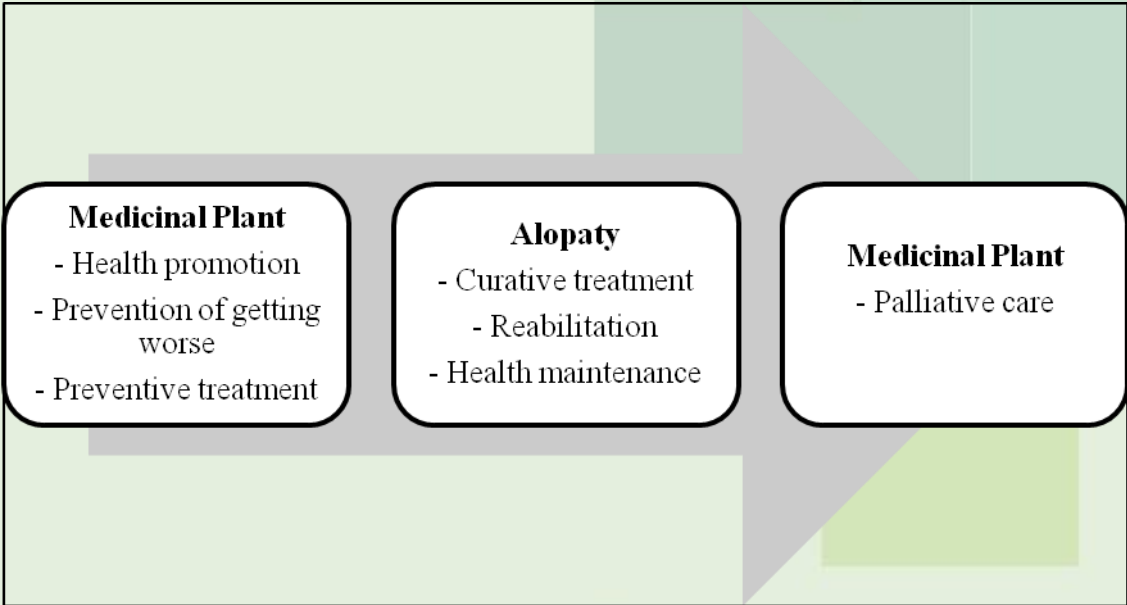 Medicinal Plant
- Health promotion
- Prevention of getting
worse
- Preventive treatment
Alopaty
- Curative treatment
- Reabilitation
- Health maintenance
Medicinal Plant
- Palliative care